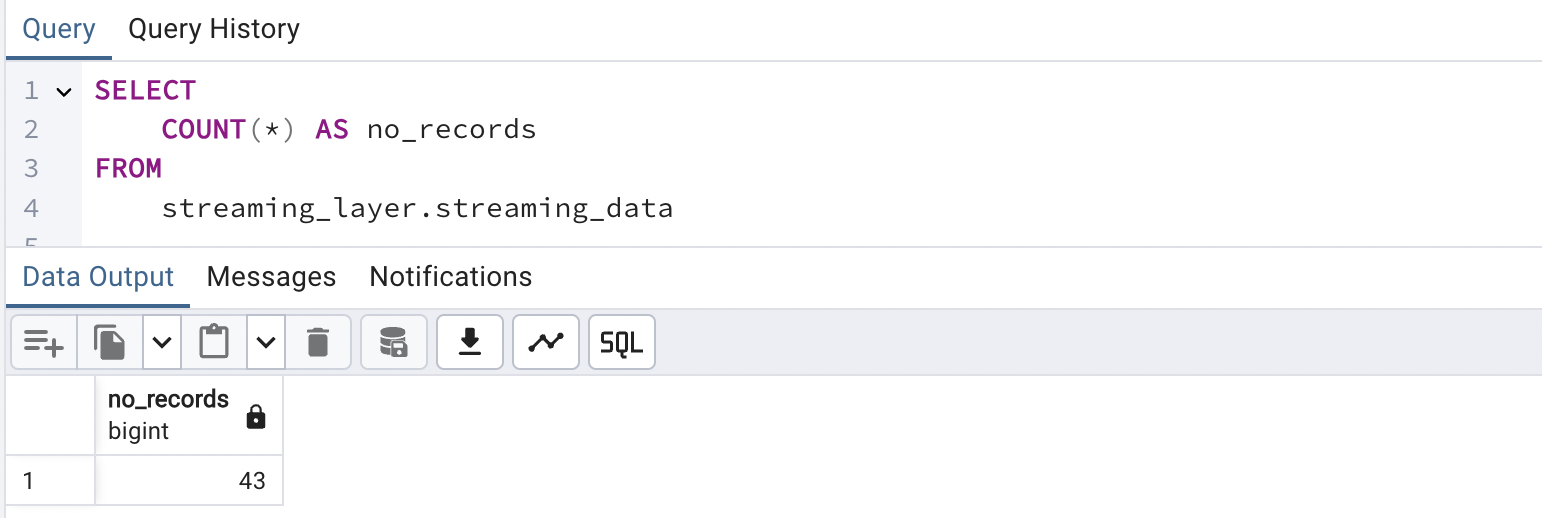 Query Query History
1 SELECT
2 COUNT(*) AS no_records
3 FROM
4 streaming_layer.streaming_data
5
Data Output Messages Notifications
SQL
no_records
bigint
1 43